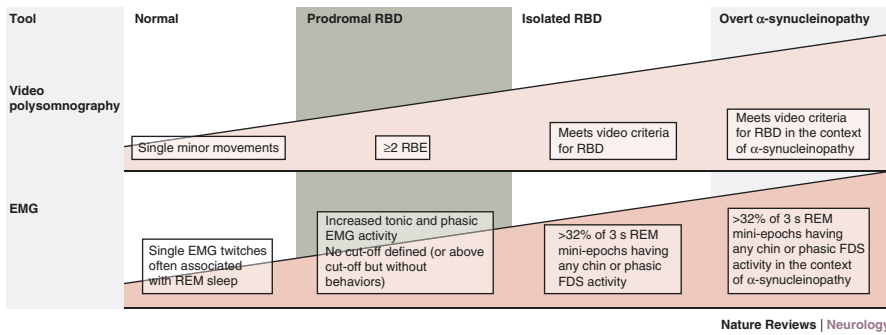 Tool
Normal
Prodromal RBD
Isolated RBD
Overt α-synucleinopathy
Video
polysomnography
Single minor movements
≥2 RBE
Meets video criteria
for RBD
Meets video criteria
for RBD in the context
of α-synucleinopathy
EMG
Single EMG twitches
often associated
with REM sleep
Increased tonic and phasic
EMG activity
No cut-off defined (or above
cut-off but without
behaviors)
>32% of 3 s REM
mini-epochs having
any chin or phasic
FDS activity
>32% of 3 s REM
mini-epochs having
any chin or phasic FDS
activity in the context
of α-synucleinopathy
Nature Reviews | Neurology